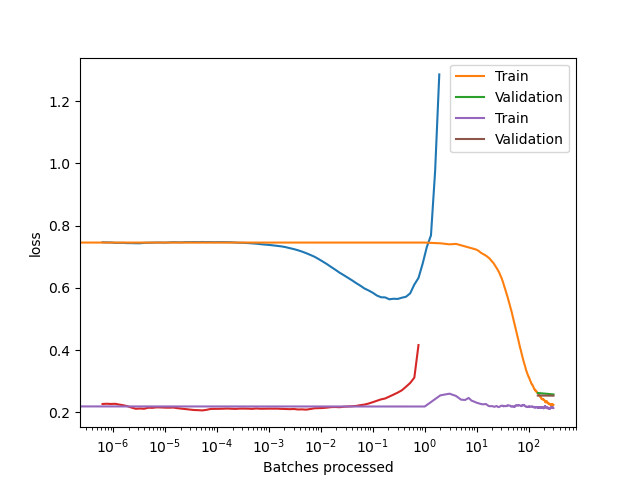 Train
Validation
Train
Validation
loss
1.2
1.0
0.8
0.6
0.4
0.2
10⁻⁶ 10⁻⁵ 10⁻⁴ 10⁻³ 10⁻² 10⁻¹ 10⁰ 10¹ 10²
Batches processed